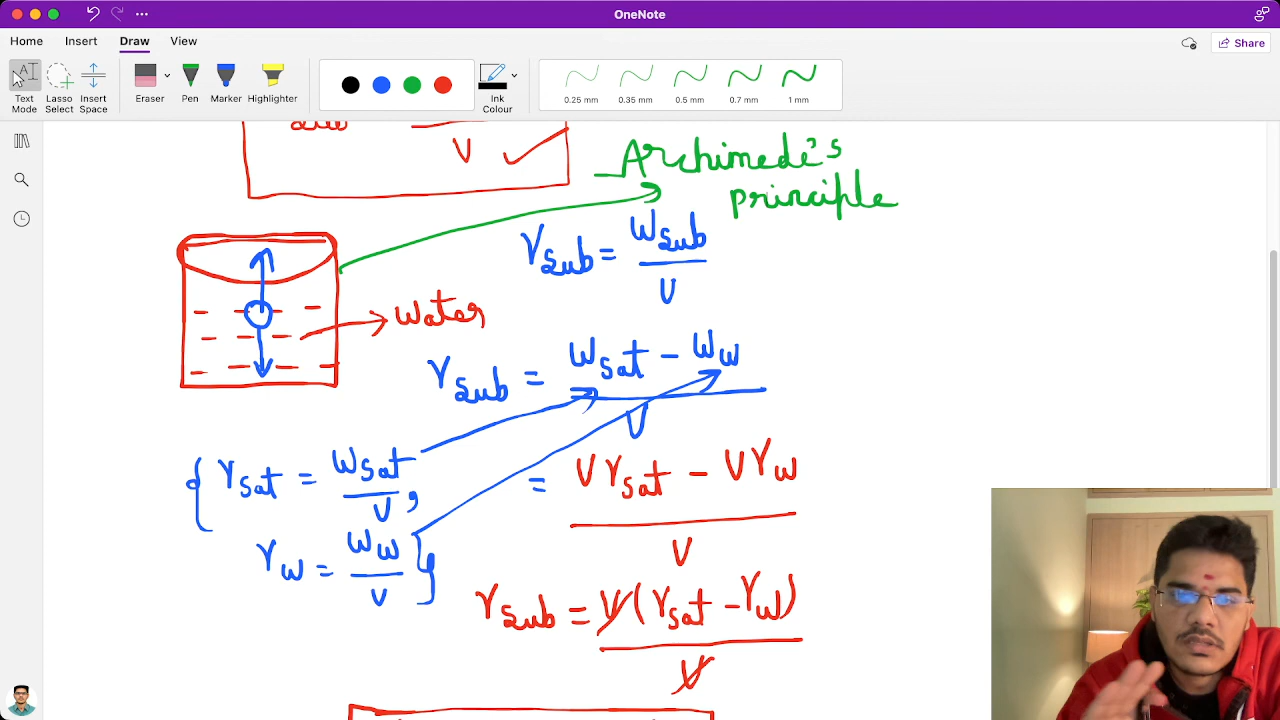 OneNote
Home Insert Draw View
Share
Text Mode
Lasso Select
Insert Space
Eraser
Pen
Marker
Highlighter
Ink Colour
0.25 mm
0.35 mm
0.5 mm
0.7 mm
1 mm
V
Archimede's
principle
γsub = Wsub / V
water
γsub = Wsat - Ww / V
{ γsat = Wsat / V,
γw = Ww / V }
= Vγsat - Vγw / V
γsub = V(γsat - γw) / V